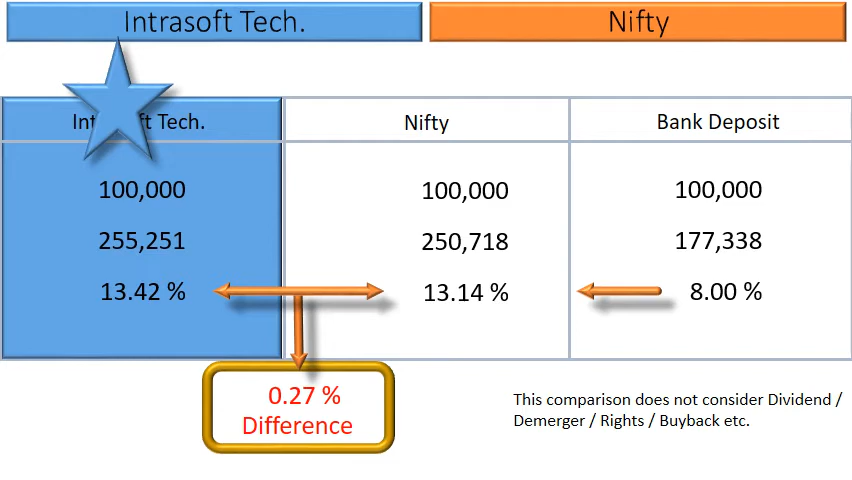 Intrasoft Tech.
Nifty
Intrasoft Tech.
Nifty
Bank Deposit
100,000
100,000
100,000
255,251
250,718
177,338
13.42 %
13.14 %
8.00 %
0.27 %
Difference
This comparison does not consider Dividend /
Demerger / Rights / Buyback etc.